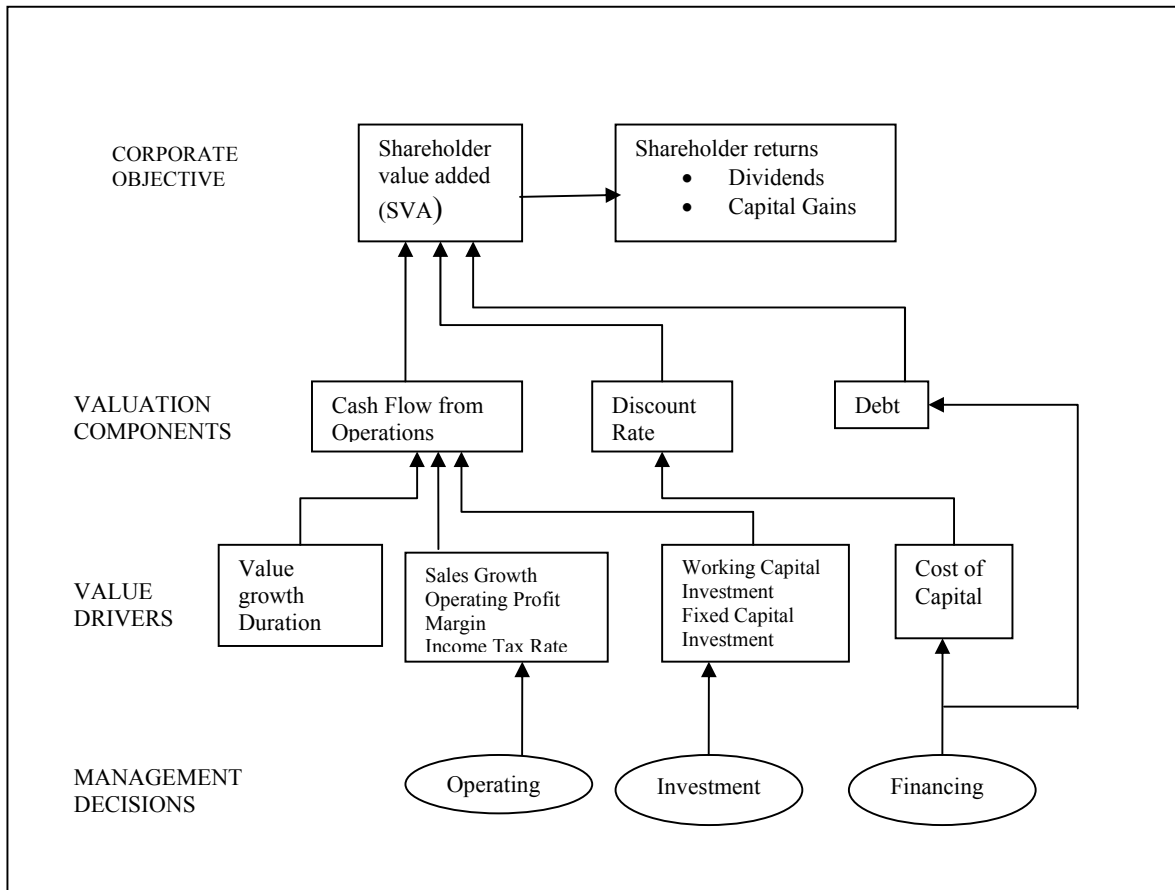 CORPORATE
OBJECTIVE
Shareholder
value added
(SVA)
Shareholder returns
• Dividends
• Capital Gains
VALUATION
COMPONENTS
Cash Flow from
Operations
Discount
Rate
Debt
VALUE
DRIVERS
Value
growth
Duration
Sales Growth
Operating Profit
Margin
Income Tax Rate
Working Capital
Investment
Fixed Capital
Investment
Cost of
Capital
MANAGEMENT
DECISIONS
Operating
Investment
Financing